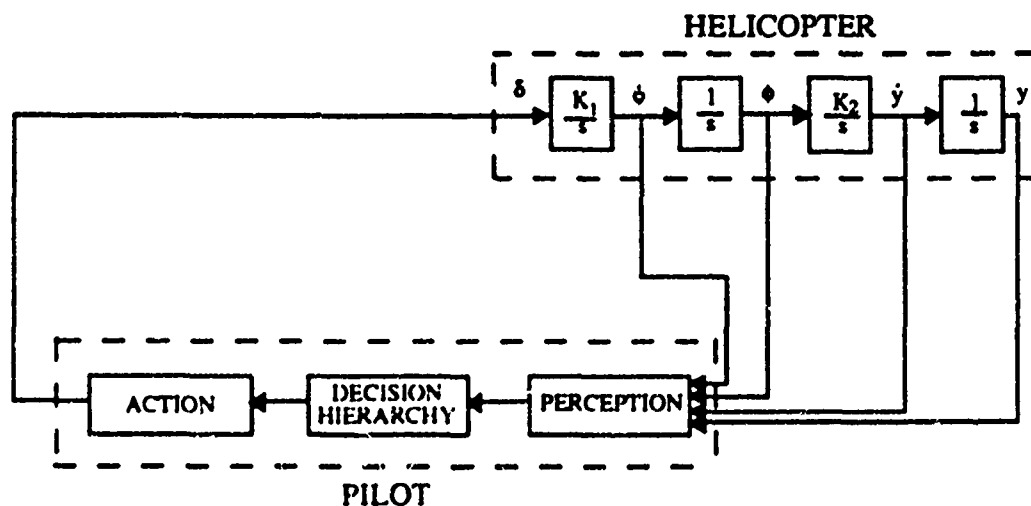 HELICOPTER
δ K₁/s φ̇ 1/s φ K₂/s ẏ 1/s y
ACTION
DECISION
HIERARCHY
PERCEPTION
PILOT